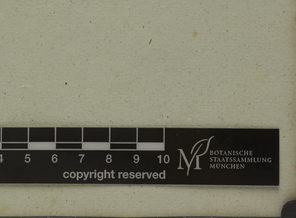 4 5 6 7 8 9 10
copyright reserved
M
BOTANISCHE
STAATSSAMMLUNG
MÜNCHEN